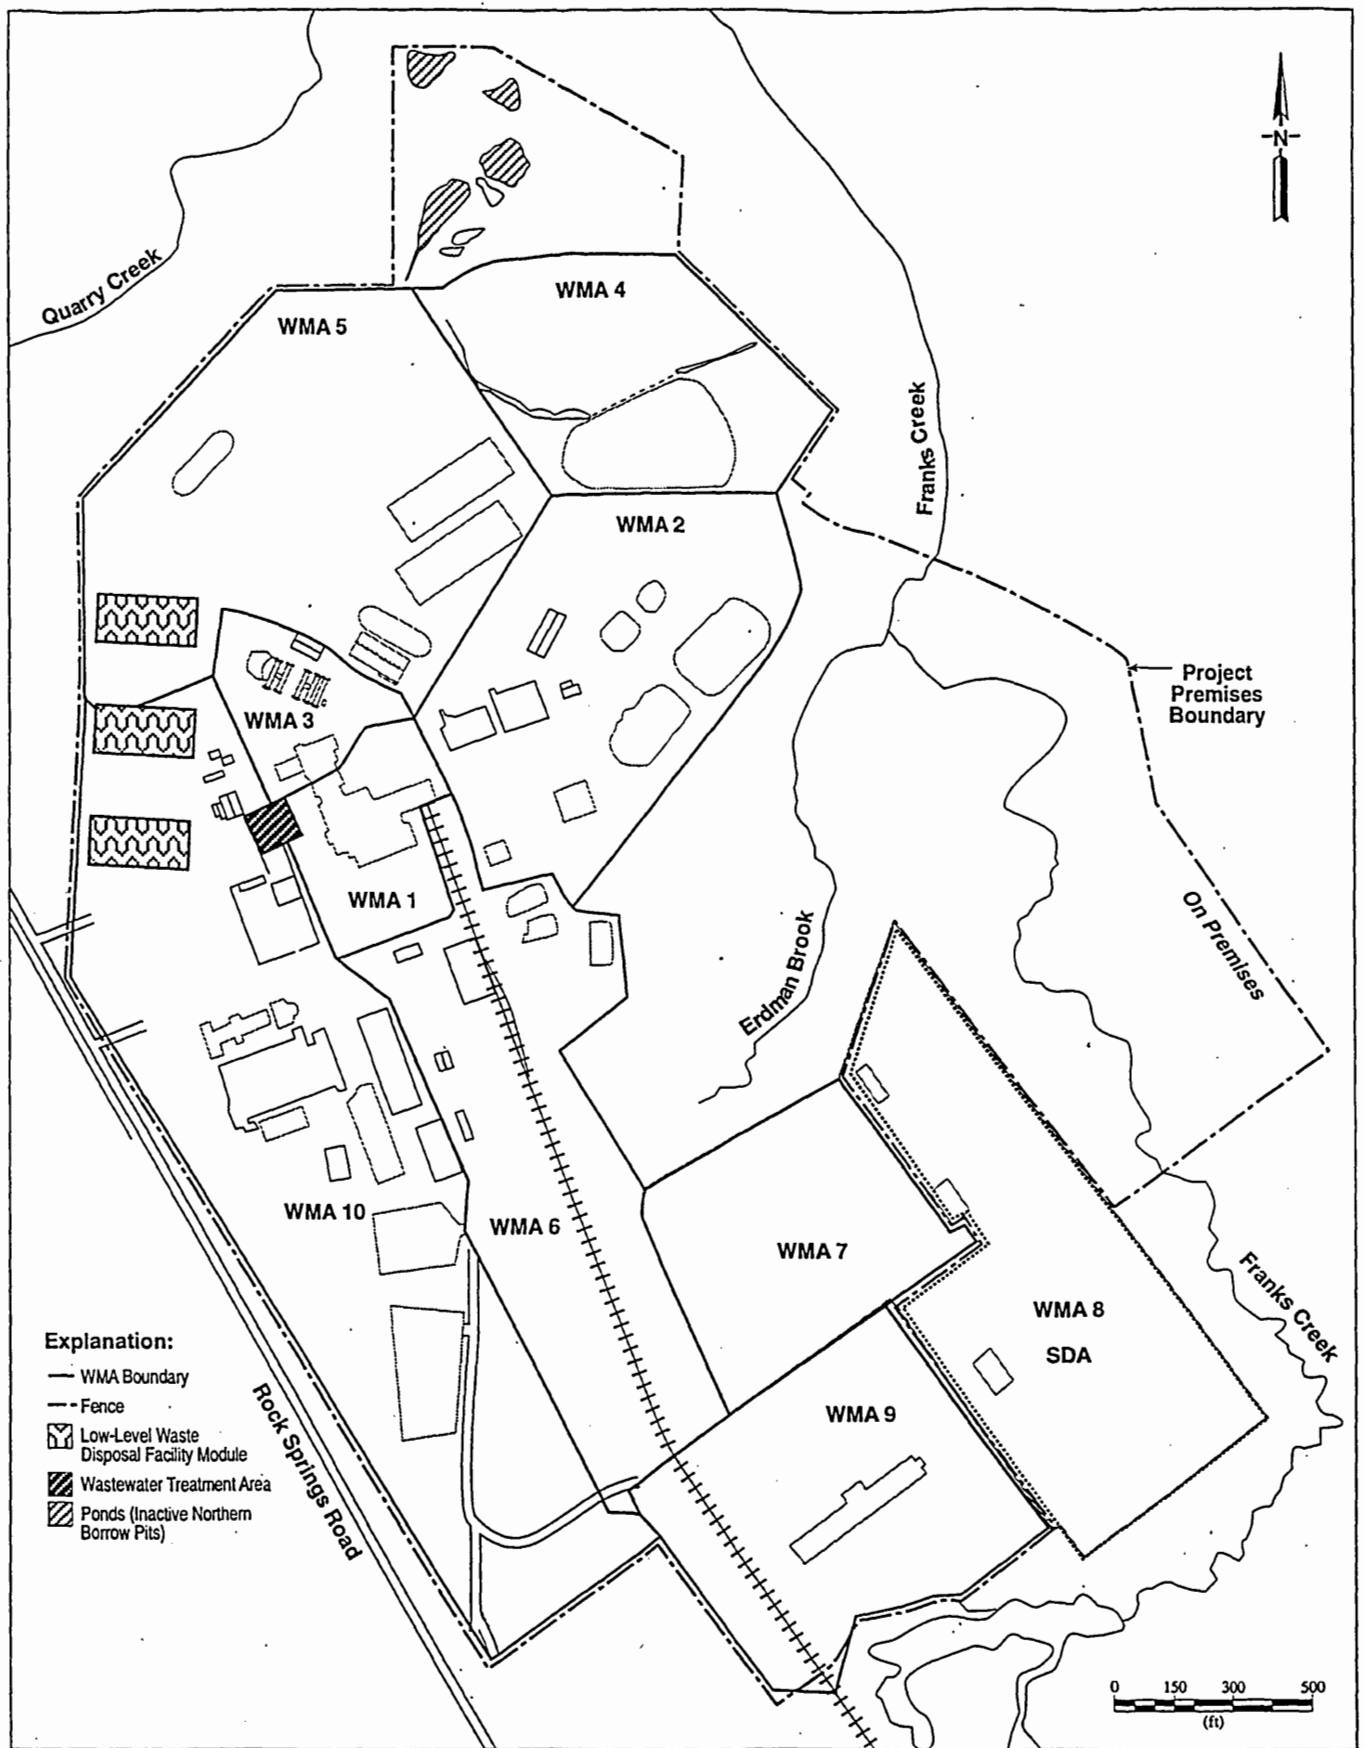 N
Quarry Creek
WMA 4
WMA 5
Franks Creek
WMA 2
Project
Premises
Boundary
WMA 3
WMA 1
On Premises
Erdman Brook
WMA 10
WMA 6
WMA 7
Franks Creek
WMA 8
SDA
Explanation:
WMA Boundary
Fence
Low-Level Waste
Disposal Facility Module
Wastewater Treatment Area
Ponds (Inactive Northern
Borrow Pits)
Rock Springs Road
WMA 9
0 150 300 500
(ft)